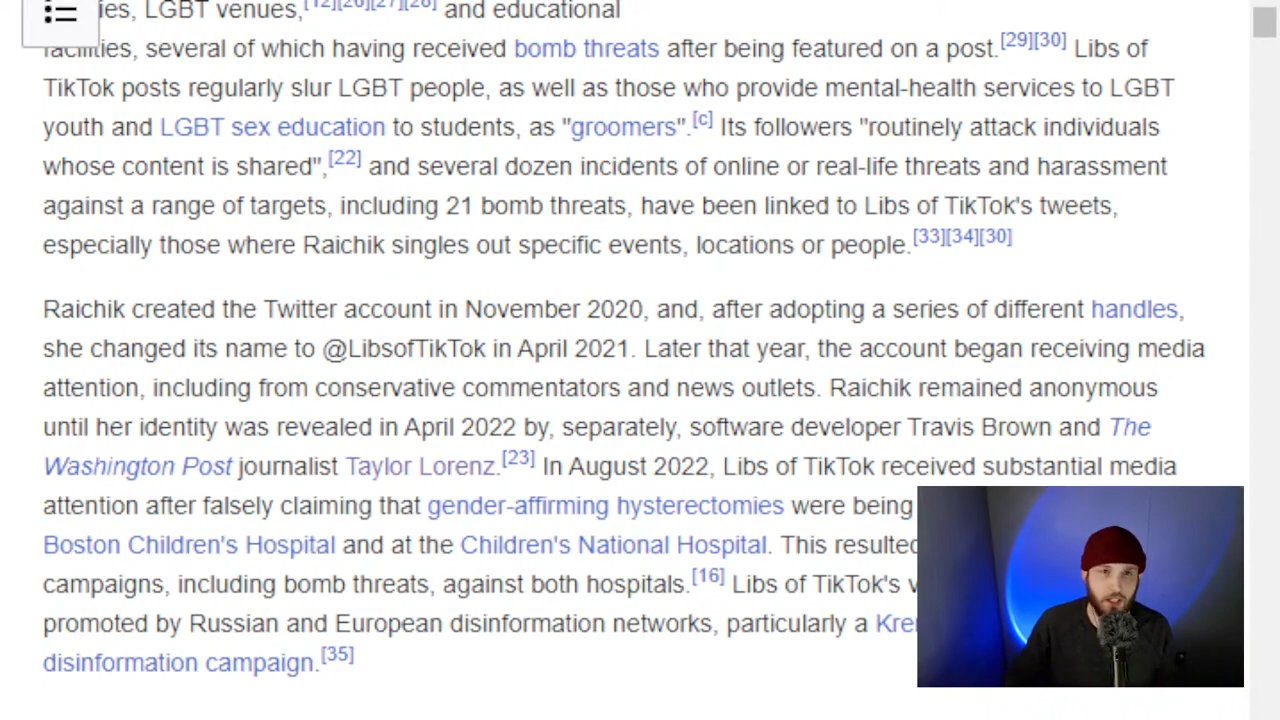 ies, LGBT venues,[12][26][27][28] and educational
facilities, several of which having received bomb threats after being featured on a post.[29][30] Libs of
TikTok posts regularly slur LGBT people, as well as those who provide mental-health services to LGBT
youth and LGBT sex education to students, as "groomers".[c] Its followers "routinely attack individuals
whose content is shared",[22] and several dozen incidents of online or real-life threats and harassment
against a range of targets, including 21 bomb threats, have been linked to Libs of TikTok's tweets,
especially those where Raichik singles out specific events, locations or people.[33][34][30]
Raichik created the Twitter account in November 2020, and, after adopting a series of different handles,
she changed its name to @LibsofTikTok in April 2021. Later that year, the account began receiving media
attention, including from conservative commentators and news outlets. Raichik remained anonymous
until her identity was revealed in April 2022 by, separately, software developer Travis Brown and The
Washington Post journalist Taylor Lorenz.[23] In August 2022, Libs of TikTok received substantial media
attention after falsely claiming that gender-affirming hysterectomies were being
Boston Children's Hospital and at the Children's National Hospital. This resulted
campaigns, including bomb threats, against both hospitals.[16] Libs of TikTok's v
promoted by Russian and European disinformation networks, particularly a Kre
disinformation campaign.[35]